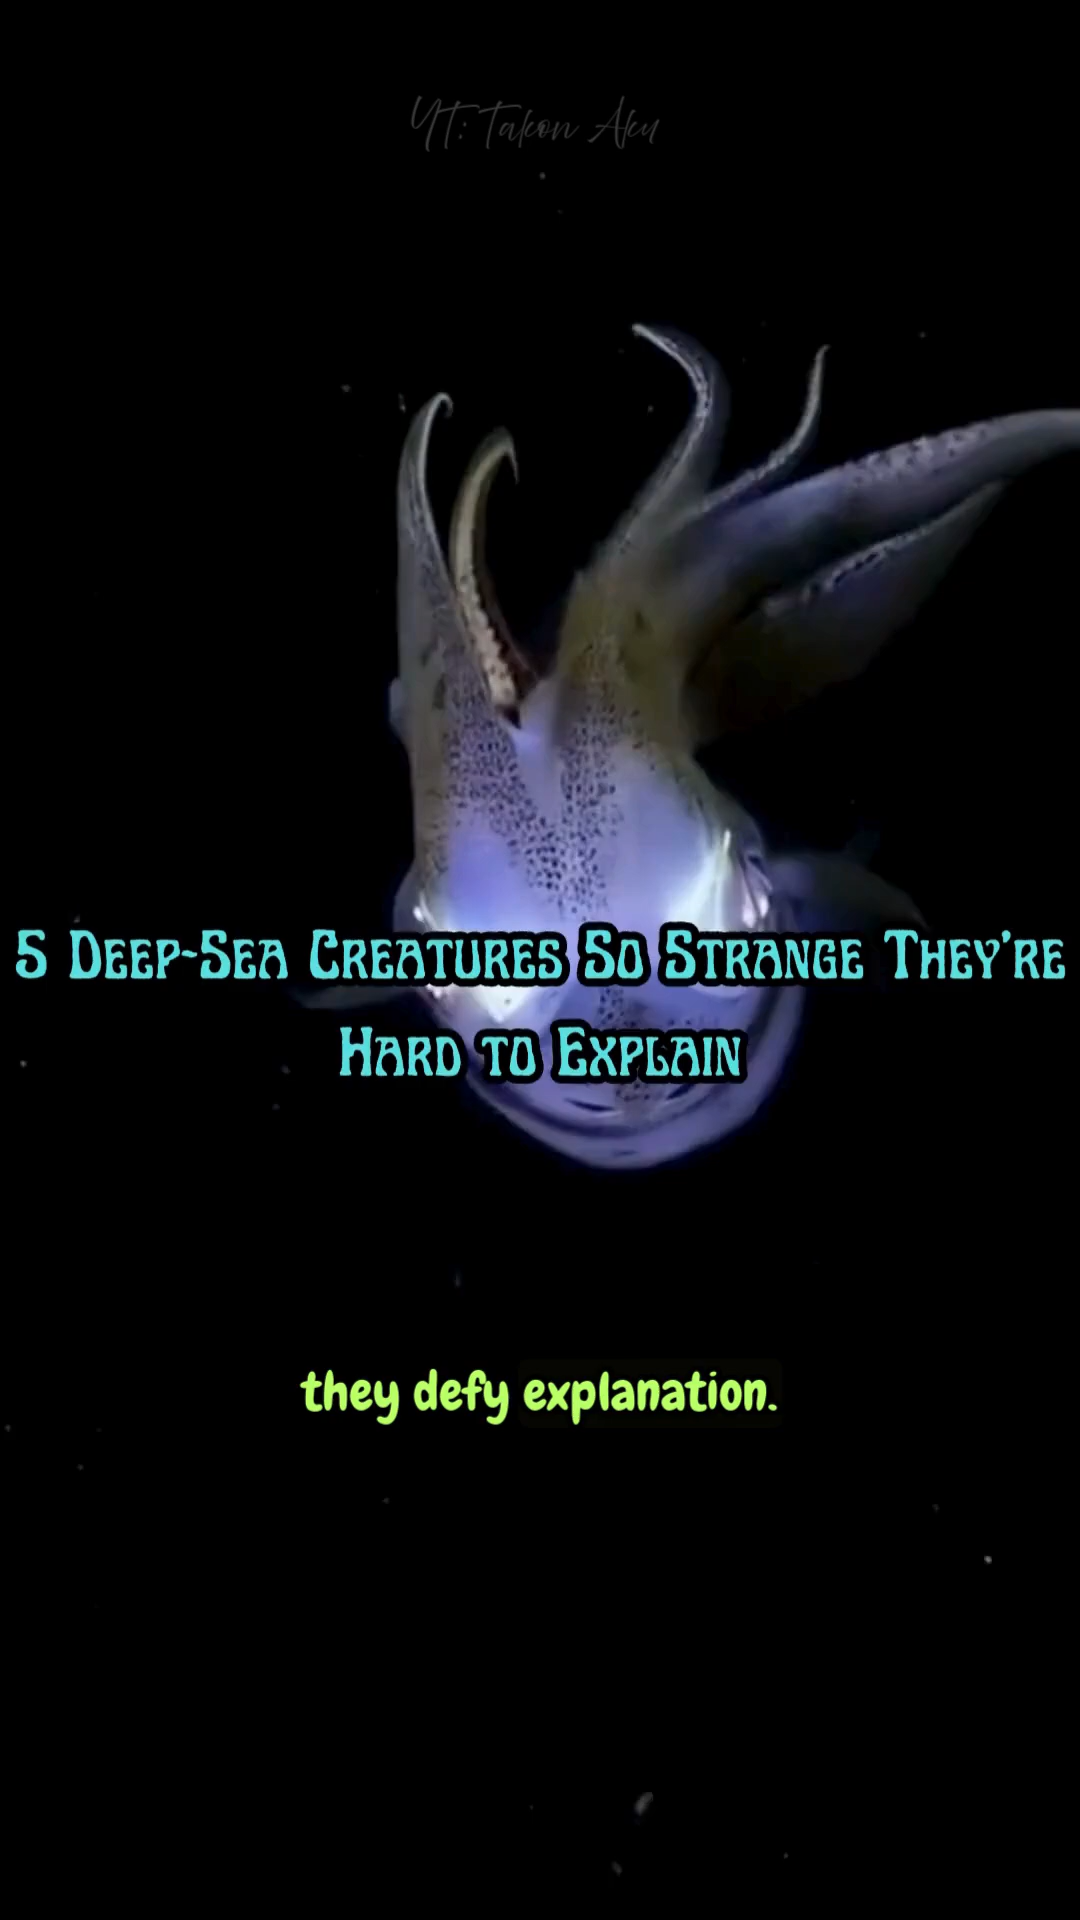 YT: Takon Aku
5 Deep-Sea Creatures So Strange They're
Hard to Explain
they defy explanation.